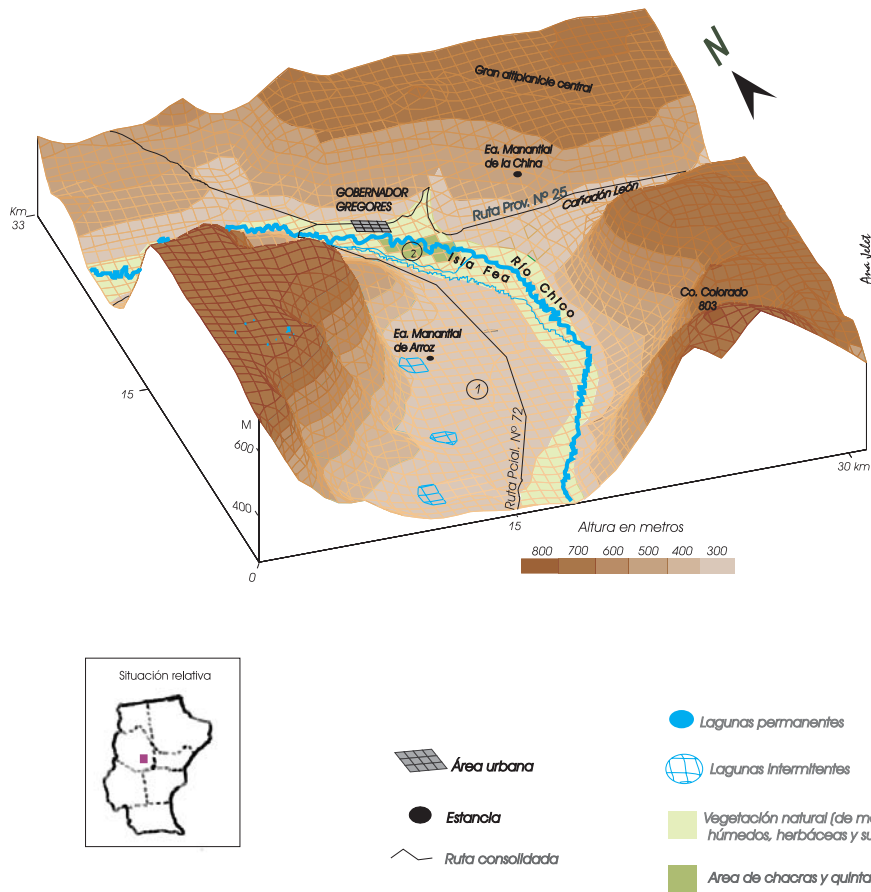 N
Gran altiplanicie central
Ea. Manantial
de la China
GOBERNADOR
GREGORES
Ruta Prov. Nº 25
Cañadón León
Km
33
2
Isla Fea
Río
Chico
Ana Jelet
Co. Colorado
803
Ea. Manantial
de Arroz
1
15
M
600
400
Ruta Pcial. Nº 72
0
15
30 km
Altura en metros
800 700 600 500 400 300
Situación relativa
Área urbana
Estancia
Ruta consolidada
Lagunas permanentes
Lagunas intermitentes
Vegetación natural (de
húmedos, herbáceas y
Area de chacras y